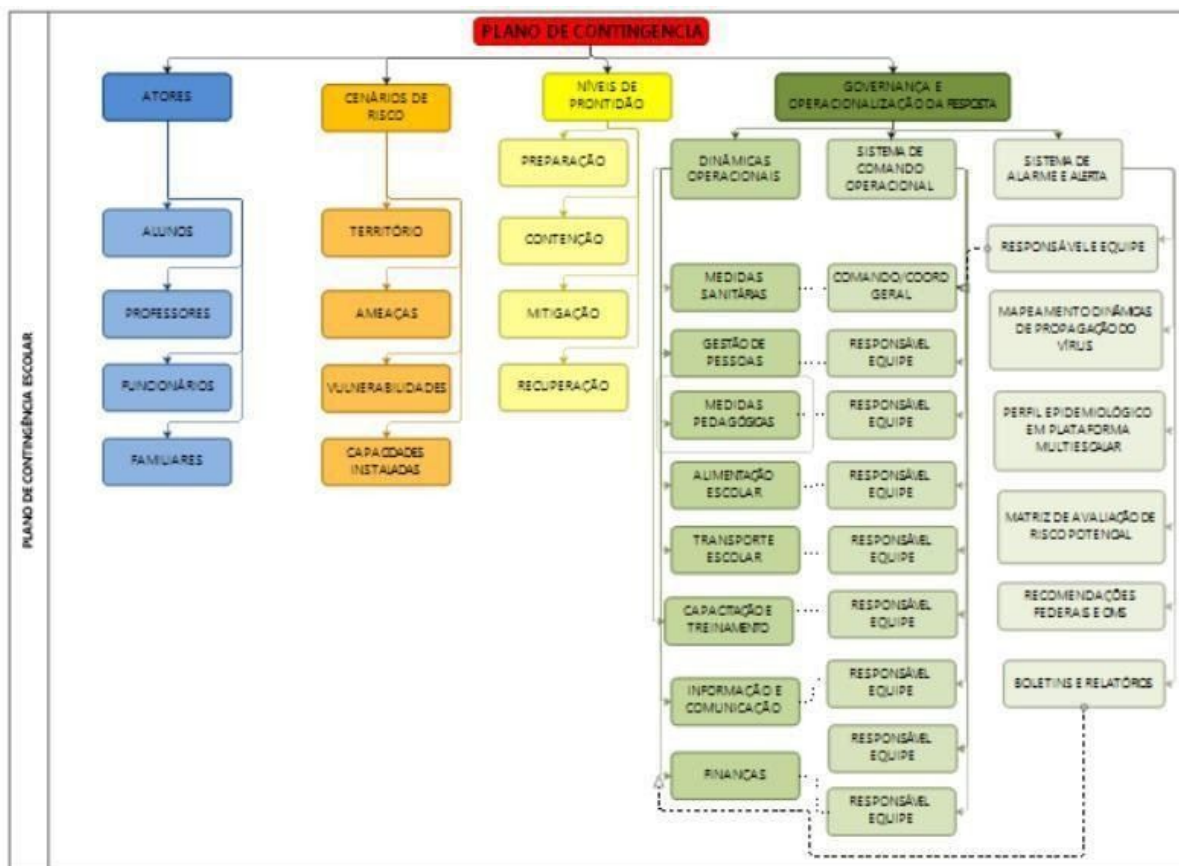 PLANO DE CONTINGÊNCIA ESCOLAR
PLANO DE CONTINGENCIA
ATORES
ALUNOS
PROFESSORES
FUNCIONÁRIOS
FAMILIARES
CENÁRIOS DE
RISCO
TERRITÓRIO
AMEAÇAS
VULNERABILIDADES
CAPACIDADES
INSTALADAS
NÍVEIS DE
PRONTIDÃO
PREPARAÇÃO
CONTENÇÃO
MITIGAÇÃO
RECUPERAÇÃO
GOVERNANÇA E
OPERACIONALIZAÇÃO DA RESPOSTA
DINÂMICAS
OPERACIONAIS
MEDIDAS
SANITÁRIAS
GESTÃO DE
PESSOAS
MEDIDAS
PEDAGÓGICAS
ALIMENTAÇÃO
ESCOLAR
TRANSPORTE
ESCOLAR
CAPACITAÇÃO E
TREINAMENTO
INFORMAÇÃO E
COMUNICAÇÃO
FINANÇAS
SISTEMA DE
COMANDO
OPERACIONAL
COMANDO/COORD
GERAL
RESPONSÁVEL
EQUIPE
RESPONSÁVEL
EQUIPE
RESPONSÁVEL
EQUIPE
RESPONSÁVEL
EQUIPE
RESPONSÁVEL
EQUIPE
RESPONSÁVEL
EQUIPE
RESPONSÁVEL
EQUIPE
RESPONSÁVEL
EQUIPE
SISTEMA DE
ALARME E ALERTA
RESPONSÁVEL E EQUIPE
MAPEAMENTO DINÂMICAS
DE PROPAGAÇÃO DO
VÍRUS
PERFIL EPIDEMIOLÓGICO
EM PLATAFORMA
MULTIESCALAR
MATRIZ DE AVALIAÇÃO DE
RISCO POTENCIAL
RECOMENDAÇÕES
FEDERAIS E OMS
BOLETINS E RELATÓRIOS